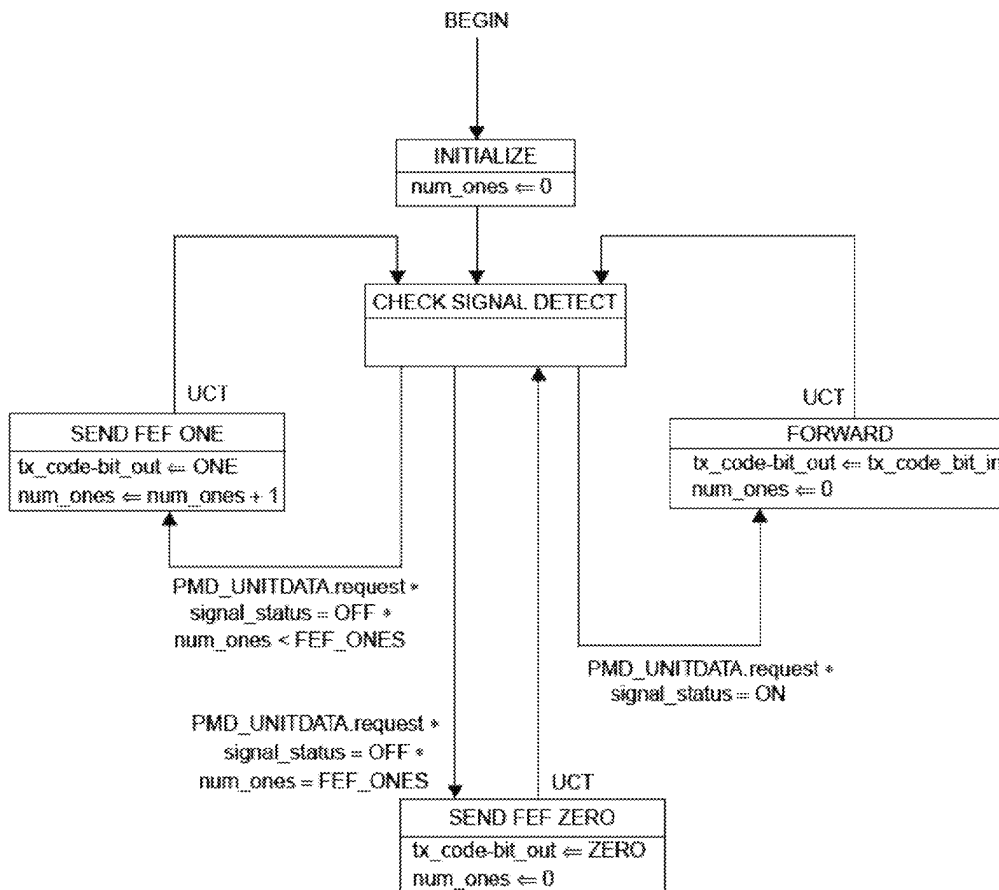 BEGIN
INITIALIZE
num_ones ⇐ 0
CHECK SIGNAL DETECT
UCT
SEND FEF ONE
tx_code-bit_out ⇐ ONE
num_ones ⇐ num_ones + 1
UCT
FORWARD
tx_code-bit_out ⇐ tx_code_bit_in
num_ones ⇐ 0
PMD_UNITDATA.request *
signal_status = OFF *
num_ones < FEF_ONES
PMD_UNITDATA.request *
signal_status = ON
PMD_UNITDATA.request *
signal_status = OFF *
num_ones = FEF_ONES
UCT
SEND FEF ZERO
tx_code-bit_out ⇐ ZERO
num_ones ⇐ 0